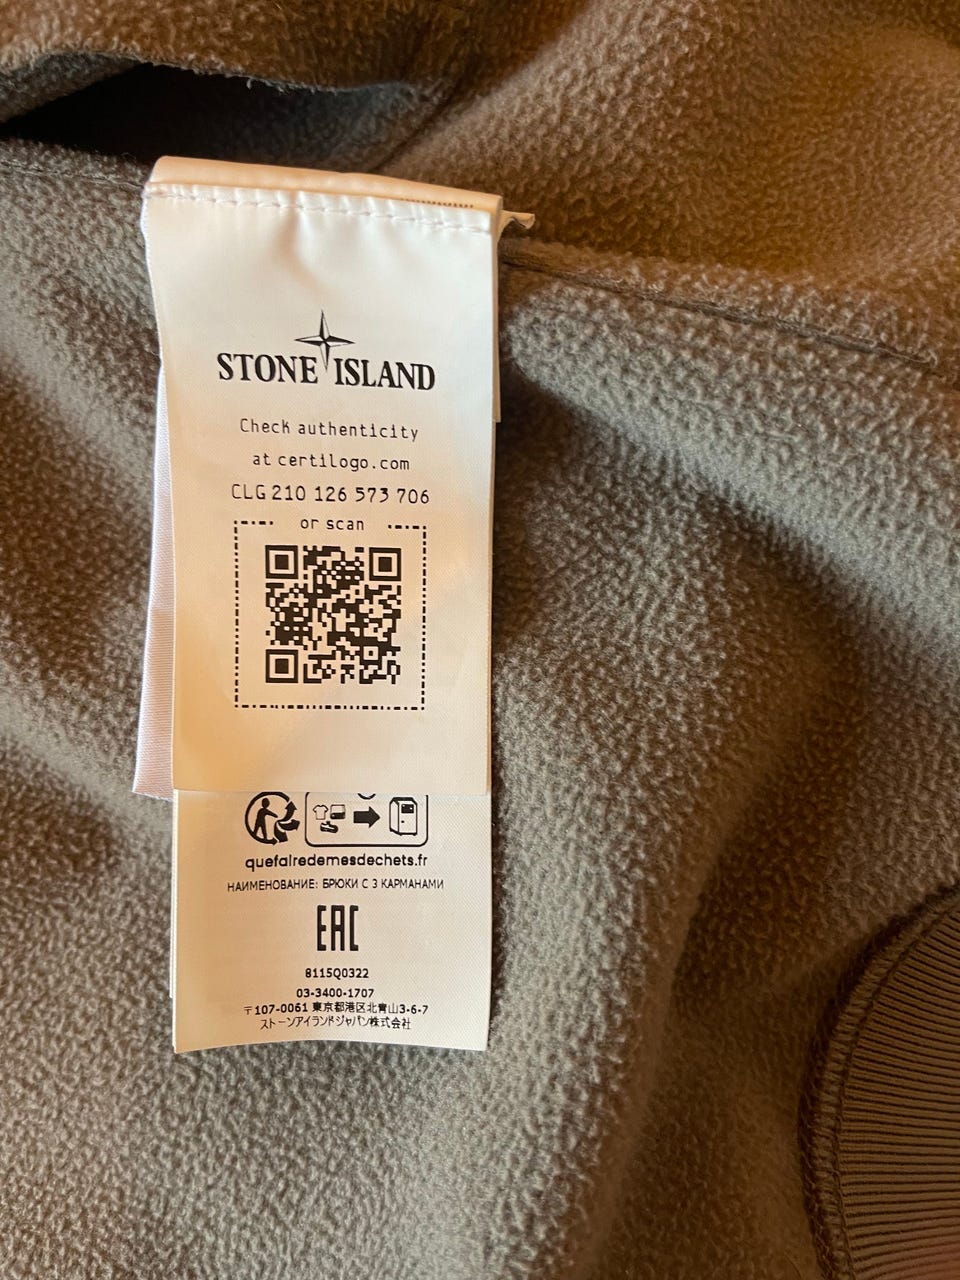 STONE ISLAND
Check authenticity
at certilogo.com
CLG 210 126 573 706
or scan
quefairedemesdechets.fr
НАИМЕНОВАНИЕ: БРЮКИ С 3 КАРМАНАМИ
EAC
8115Q0322
03-3400-1707
〒107-0061 東京都港区北青山3-6-7
ストーンアイランドジャパン株式会社